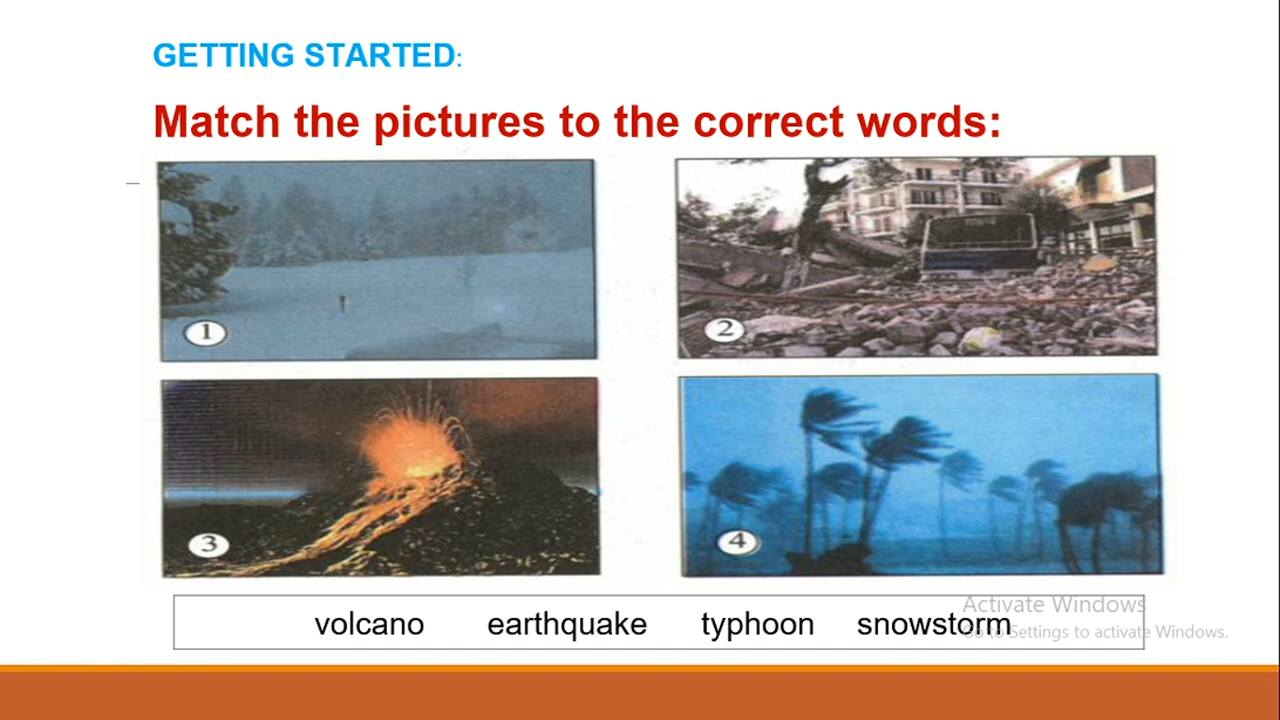 GETTING STARTED:
Match the pictures to the correct words:
1
2
3
4
volcano earthquake typhoon snowstorm
Activate Windows
Go to Settings to activate Windows.